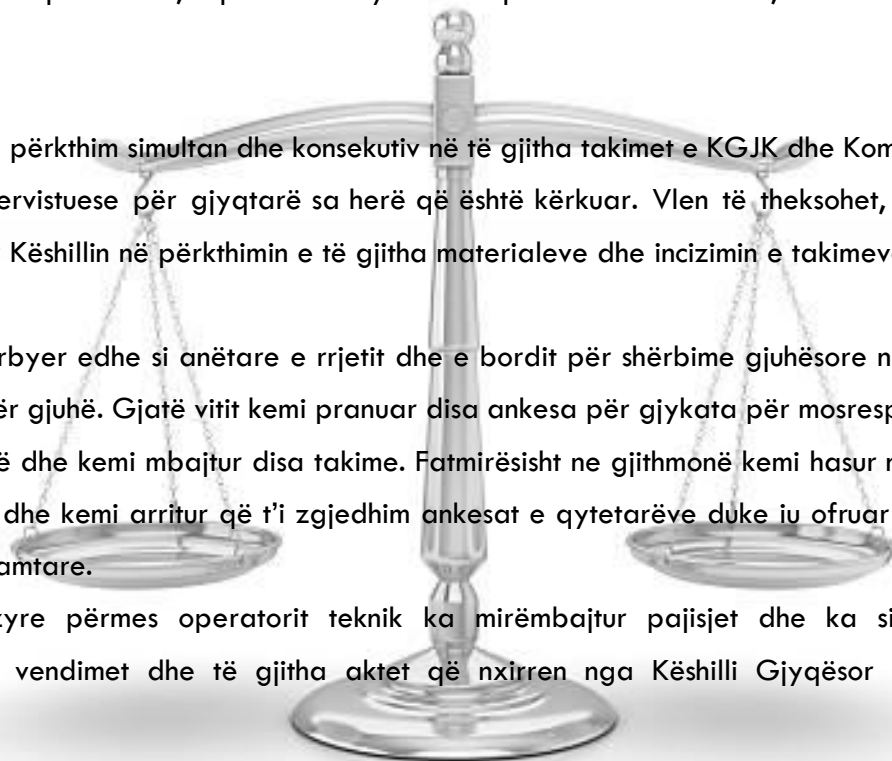 përkthim simultan dhe konsekutiv në të gjitha takimet e KGJK dhe Kom
ervistuese për gjyqtarë sa herë që është kërkuar. Vlen të theksohet,
Këshillin në përkthimin e të gjitha materialeve dhe incizimin e takimev
rbyer edhe si anëtare e rrjetit dhe e bordit për shërbime gjuhësore n
ër gjuhë. Gjatë vitit kemi pranuar disa ankesa për gjykata për mosresp
ë dhe kemi mbajtur disa takime. Fatmirësisht ne gjithmonë kemi hasur
dhe kemi arritur që t'i zgjedhim ankesat e qytetarëve duke iu ofruar
amtare.
zyre përmes operatorit teknik ka mirëmbajtur pajisjet dhe ka si
vendimet dhe të gjitha aktet që nxirren nga Këshilli Gjyqësor